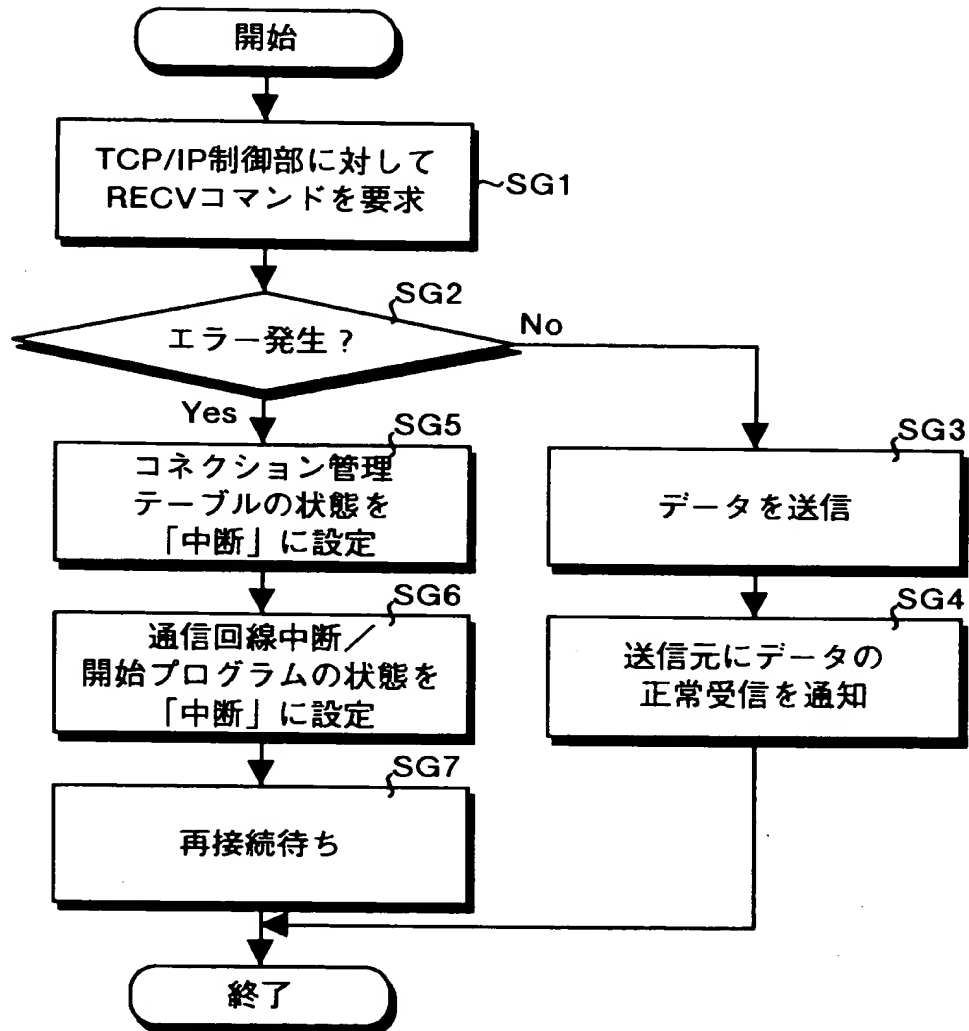 開始
TCP/IP制御部に対して
RECVコマンドを要求
SG1
SG2
エラー発生?
No
Yes
SG5
コネクション管理
テーブルの状態を
「中断」に設定
SG3
データを送信
SG6
通信回線中断/
開始プログラムの状態を
「中断」に設定
SG4
送信元にデータの
正常受信を通知
SG7
再接続待ち
終了